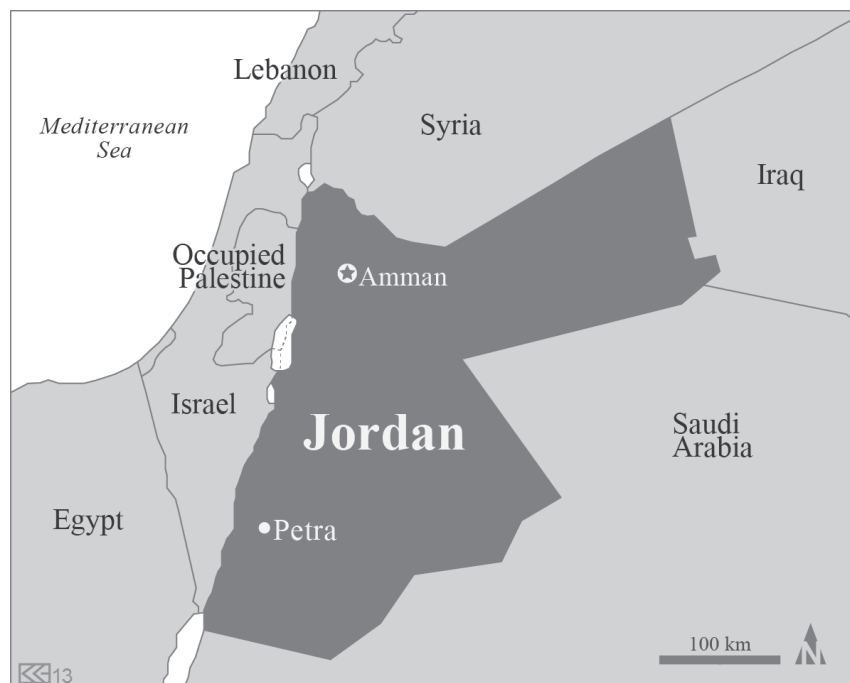 Lebanon
Mediterranean
Sea
Syria
Iraq
Occupied
Palestine
Amman
Israel
Jordan
Saudi
Arabia
Egypt
Petra
100 km
N
13